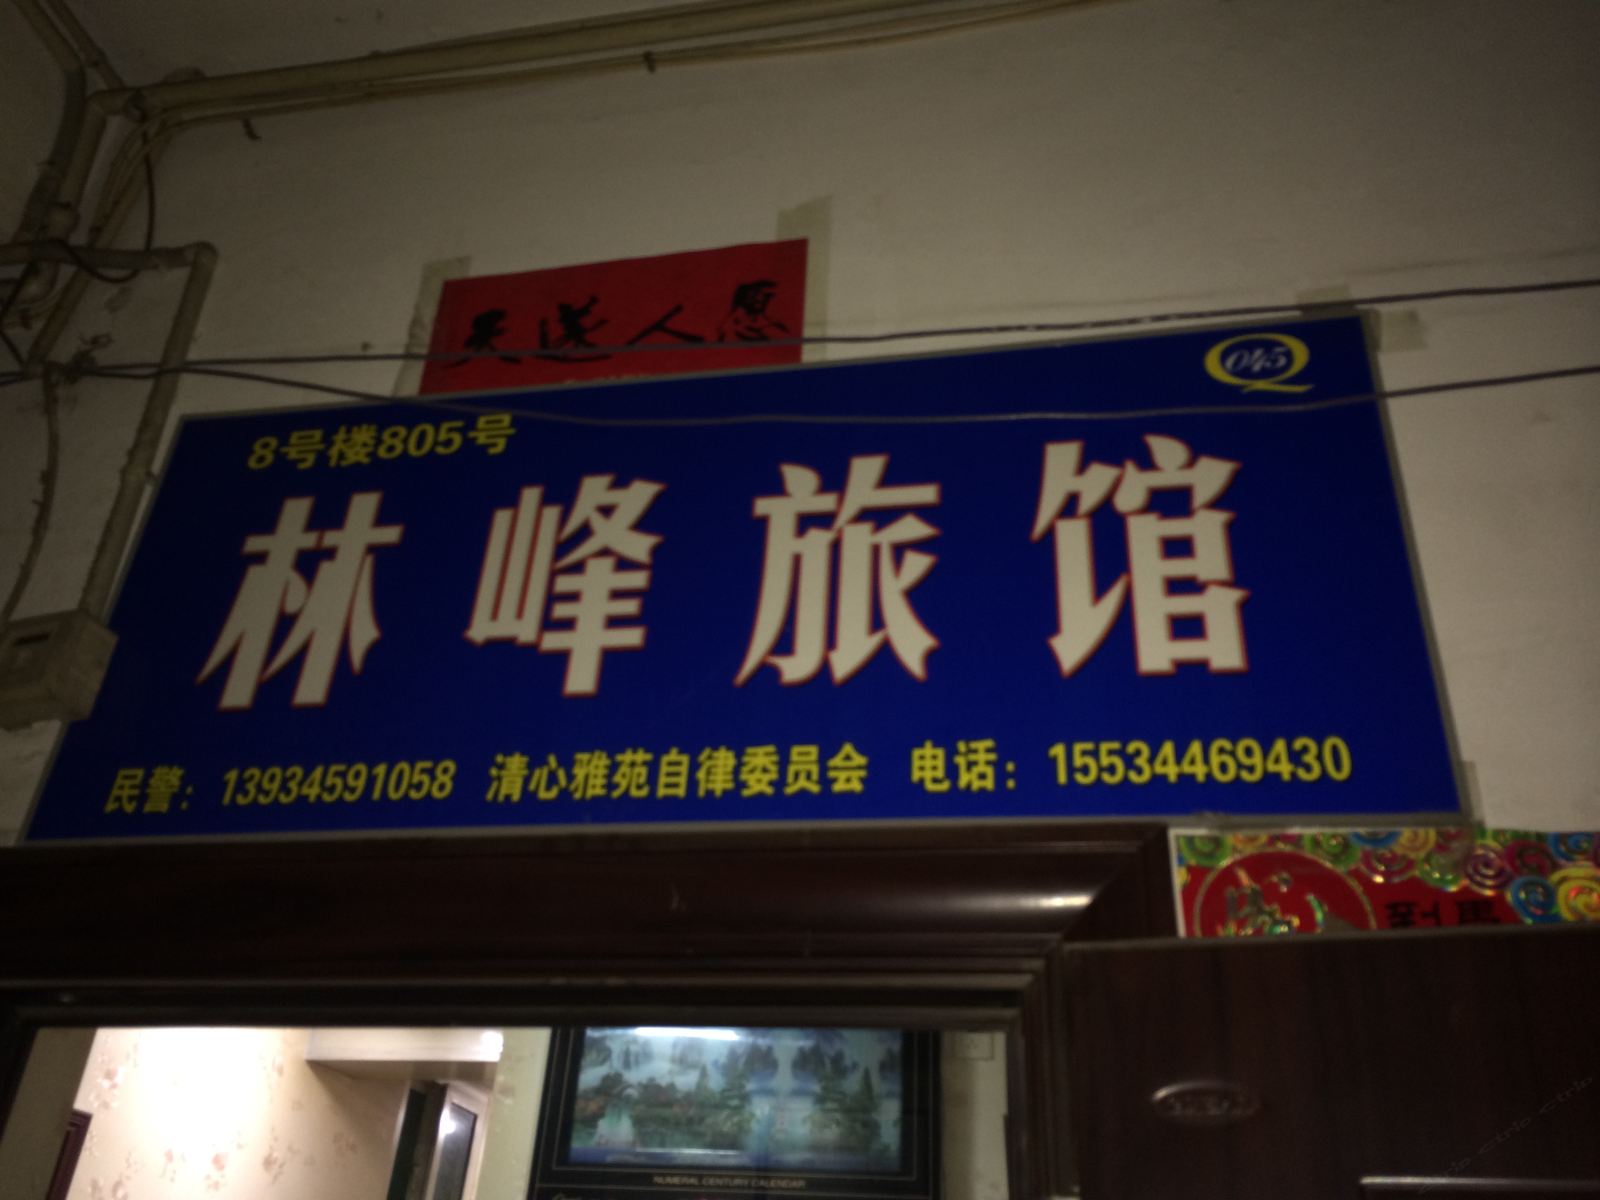 天遂人愿
Q 045
8号楼805号
林峰旅馆
民警：13934591058 清心雅苑自律委员会 电话：15534469430
NUMERAL CENTURY CALENDAR